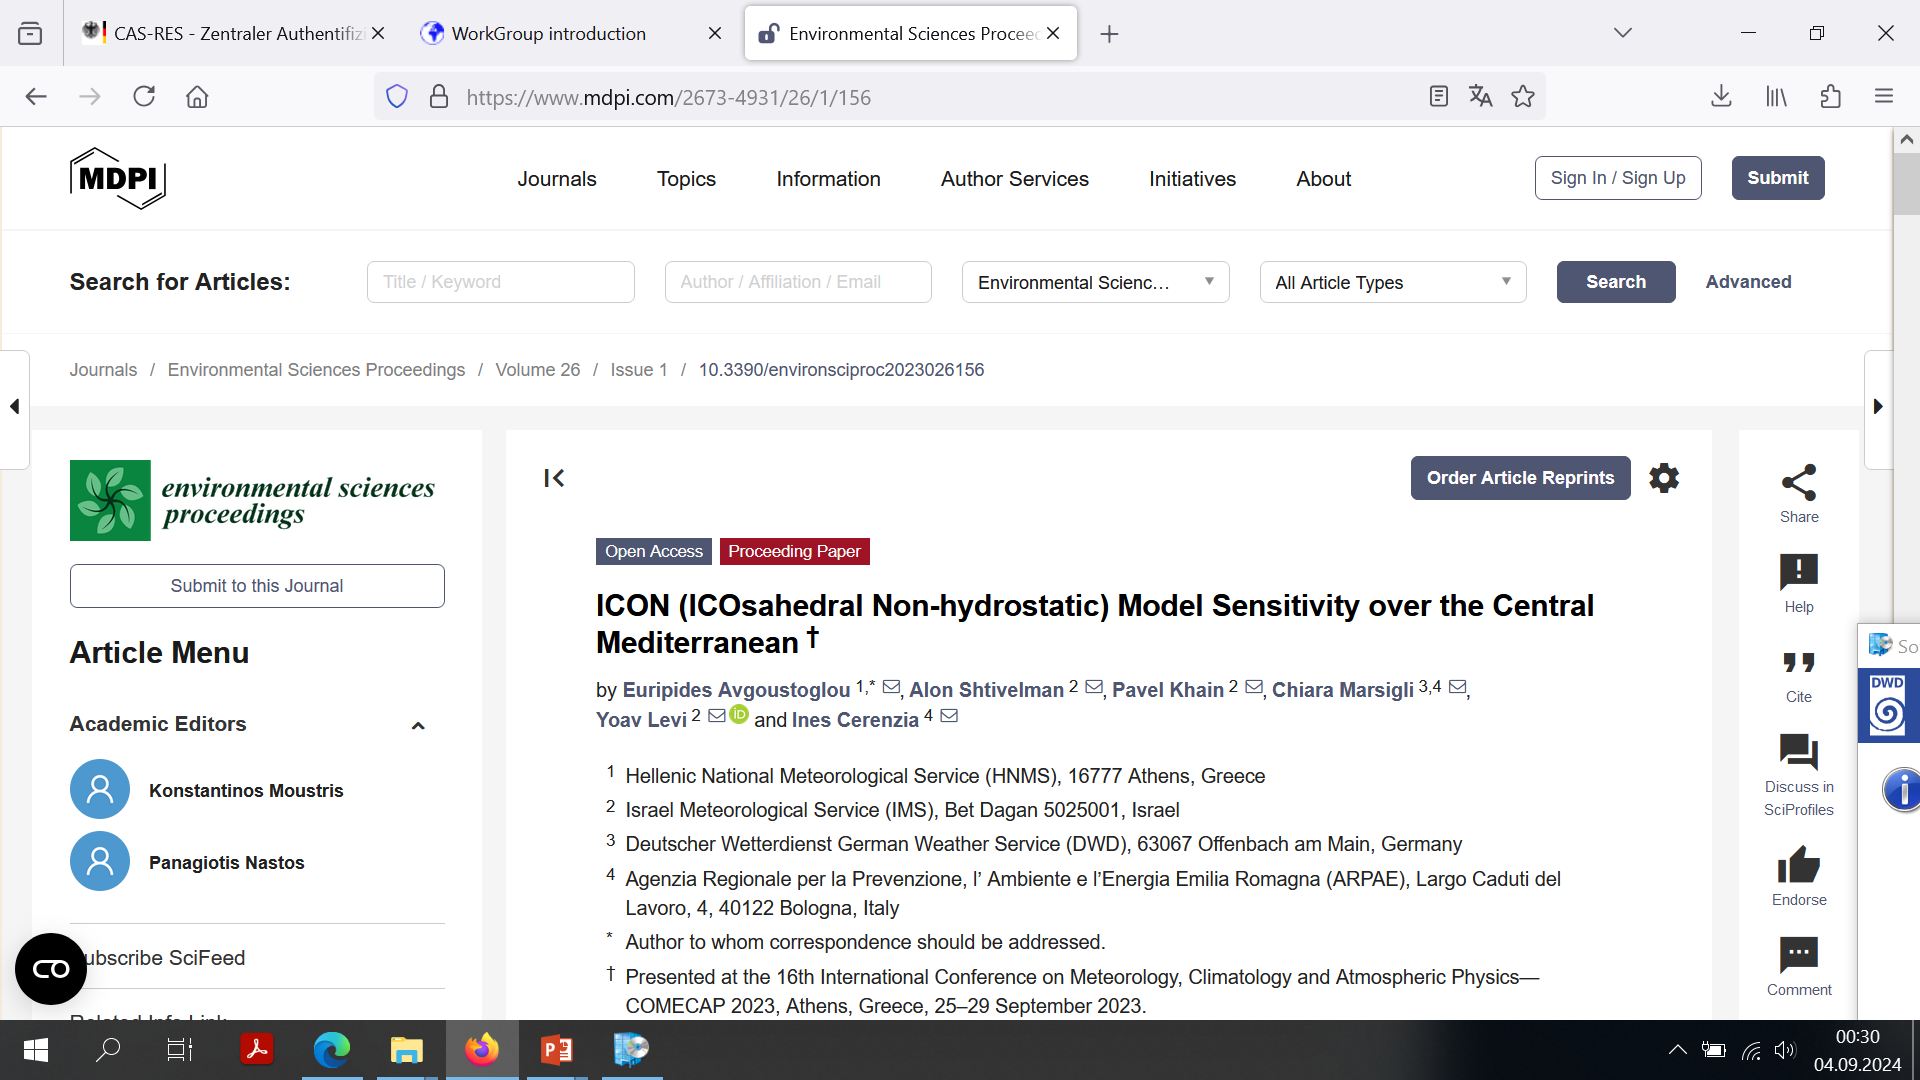 CAS-RES - Zentraler Authentifizi
WorkGroup introduction
Environmental Sciences Proceed
https://www.mdpi.com/2673-4931/26/1/156
MDPI
Journals
Topics
Information
Author Services
Initiatives
About
Sign In / Sign Up
Submit
Search for Articles:
Title / Keyword
Author / Affiliation / Email
Environmental Scienc...
All Article Types
Search
Advanced
Journals / Environmental Sciences Proceedings / Volume 26 / Issue 1 / 10.3390/environsciproc2023026156
environmental sciences
proceedings
Submit to this Journal
Article Menu
Academic Editors
Konstantinos Moustris
Panagiotis Nastos
ubscribe SciFeed
Related Info Link
Order Article Reprints
Open Access
Proceeding Paper
ICON (ICOsahedral Non-hydrostatic) Model Sensitivity over the Central
Mediterranean †
by Euripides Avgoustoglou 1,* , Alon Shtivelman 2 , Pavel Khain 2 , Chiara Marsigli 3,4 ,
Yoav Levi 2 iD and Ines Cerenzia 4
1 Hellenic National Meteorological Service (HNMS), 16777 Athens, Greece
2 Israel Meteorological Service (IMS), Bet Dagan 5025001, Israel
3 Deutscher Wetterdienst German Weather Service (DWD), 63067 Offenbach am Main, Germany
4 Agenzia Regionale per la Prevenzione, l’ Ambiente e l’Energia Emilia Romagna (ARPAE), Largo Caduti del
Lavoro, 4, 40122 Bologna, Italy
* Author to whom correspondence should be addressed.
† Presented at the 16th International Conference on Meteorology, Climatology and Atmospheric Physics—
COMECAP 2023, Athens, Greece, 25–29 September 2023.
Share
Help
Cite
Discuss in
SciProfiles
Endorse
Comment
So
DWD
00:30
04.09.2024